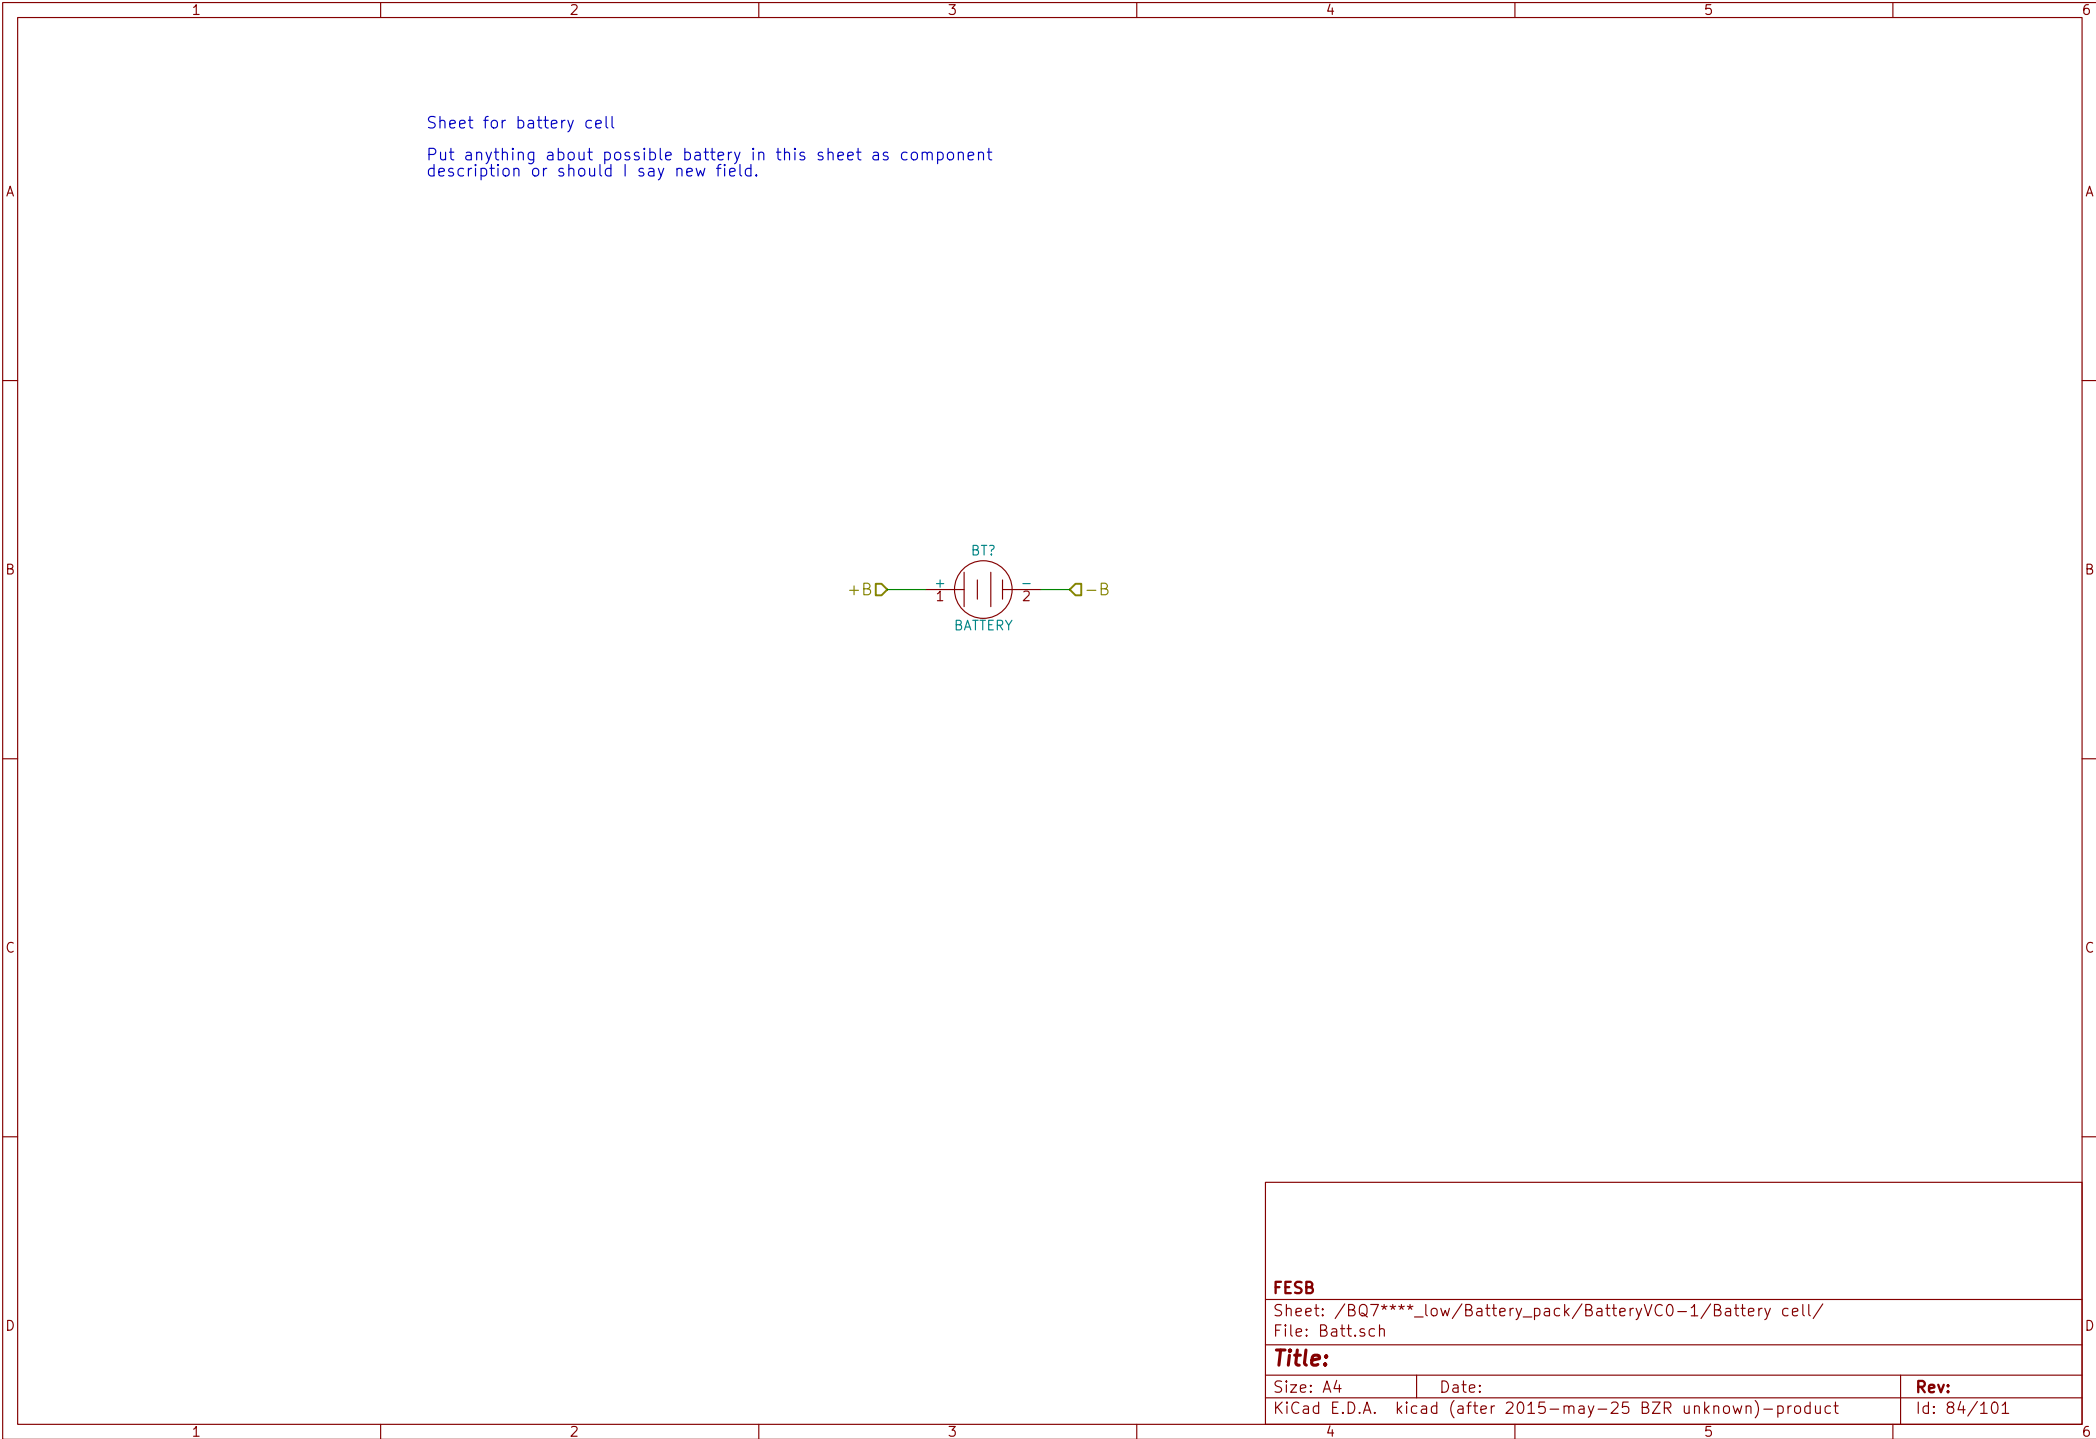 1 2 3 4 5 6
Sheet for battery cell
Put anything about possible battery in this sheet as component
description or should I say new field.
A A
BT?
B B
+B + - -B
1 2
BATTERY
C C
FESB
Sheet: /BQ7****_low/Battery_pack/BatteryVC0-1/Battery cell/
D D
File: Batt.sch
Title:
Size: A4 Date: Rev:
KiCad E.D.A. kicad (after 2015-may-25 BZR unknown)-product Id: 84/101
1 2 3 4 5 6